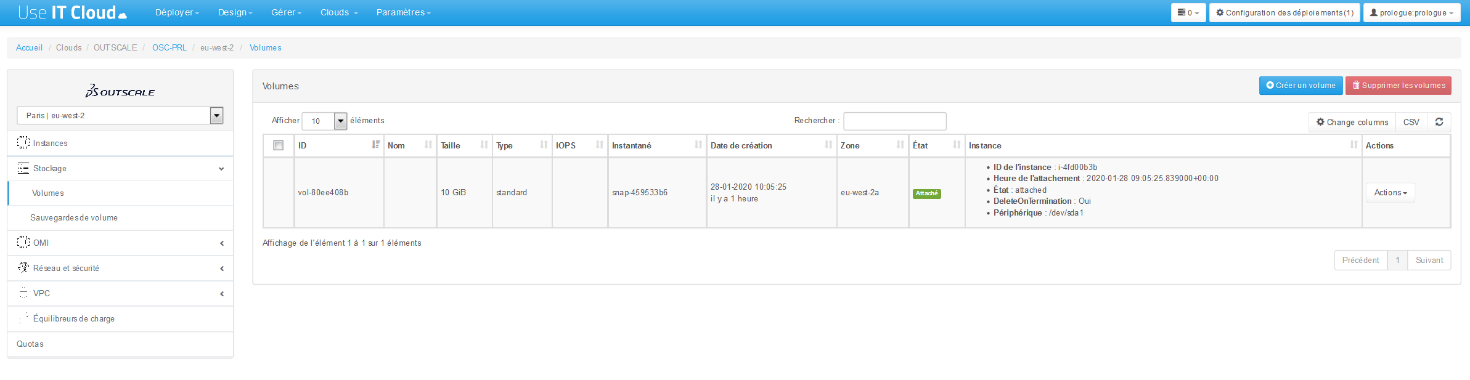 Use IT Cloud
Déployer Design Gérer Clouds Paramètres 0 Configuration des déploiements (1) prologue:prologue
Accueil / Clouds / OUTSCALE / OSC-PRL / eu-west-2 / Volumes
OUTSCALE
Paris | eu-west-2
Instances
Stockage
Volumes
Sauvegardes de volume
OMI
Réseau et sécurité
VPC
Équilibreurs de charge
Quotas
Volumes Créer un volume Supprimer les volumes
Afficher 10 éléments Rechercher : Change columns CSV
ID Nom Taille Type IOPS Instantané Date de création Zone État Instance Actions
vol-80ee408b 10 GiB standard snap-459533b6 28-01-2020 10:05:25
il y a 1 heure
eu-west-2a Attaché
ID de l'instance : i-4fd00b3b
Heure de l'attachement : 2020-01-28 09:05:25.839000+00:00
État : attached
DeleteOnTermination : Oui
Périphérique : /dev/sda1
Actions
Affichage de l'élément 1 à 1 sur 1 éléments
Précédent 1 Suivant